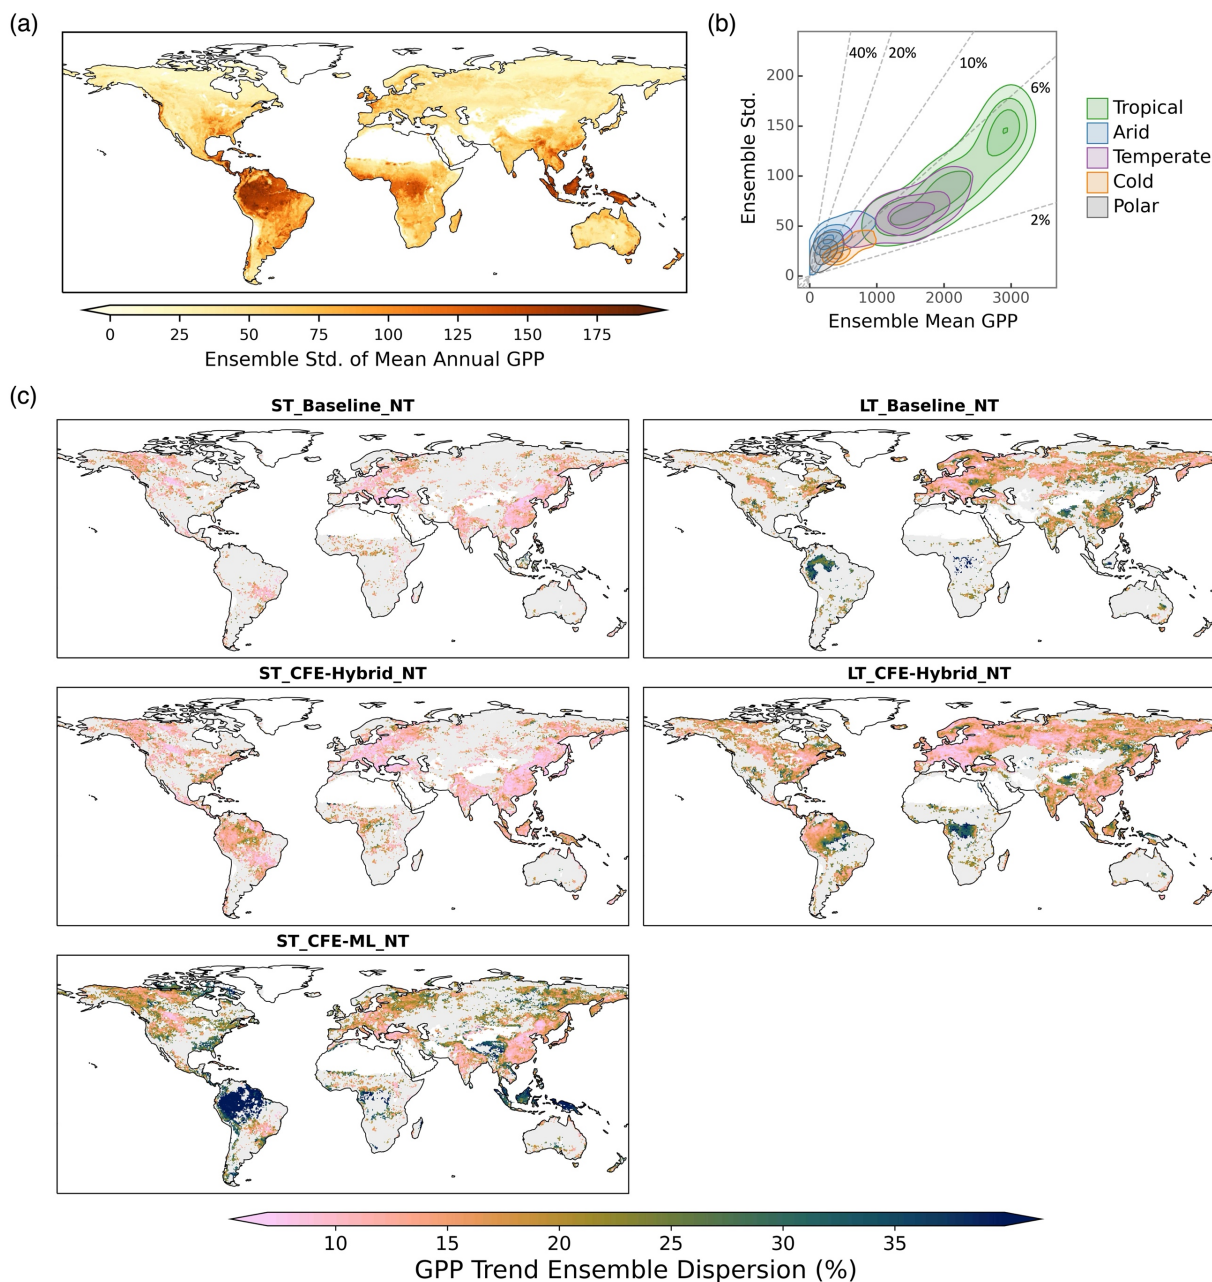 (a)
0 25 50 75 100 125 150 175
Ensemble Std. of Mean Annual GPP
(b)
40% 20% 10%
6%
2%
200
150
100
50
0
Ensemble Std.
0 1000 2000 3000
Ensemble Mean GPP
Tropical
Arid
Temperate
Cold
Polar
(c)
ST_Baseline_NT
LT_Baseline_NT
ST_CFE-Hybrid_NT
LT_CFE-Hybrid_NT
ST_CFE-ML_NT
10 15 20 25 30 35
GPP Trend Ensemble Dispersion (%)